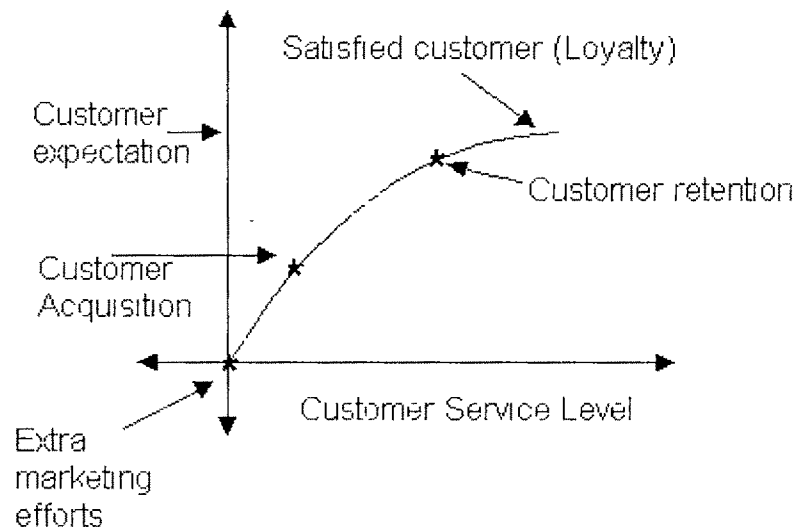 Satisfied customer (Loyalty)
Customer
expectation
Customer retention
Customer
Acquisition
Customer Service Level
Extra
marketing
efforts